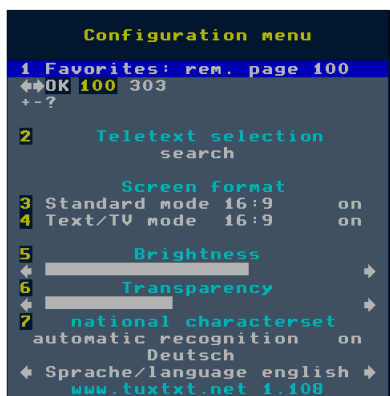 Configuration menu
1 Favorites: rem. page 100
OK 100 303
+-?
2 Teletext selection
search
Screen format
3 Standard mode 16:9 on
4 Text/TV mode 16:9 on
5 Brightness
6 Transparency
7 national characterset
automatic recognition on
Deutsch
Sprache/language english
www.tuxtxt.net 1.108